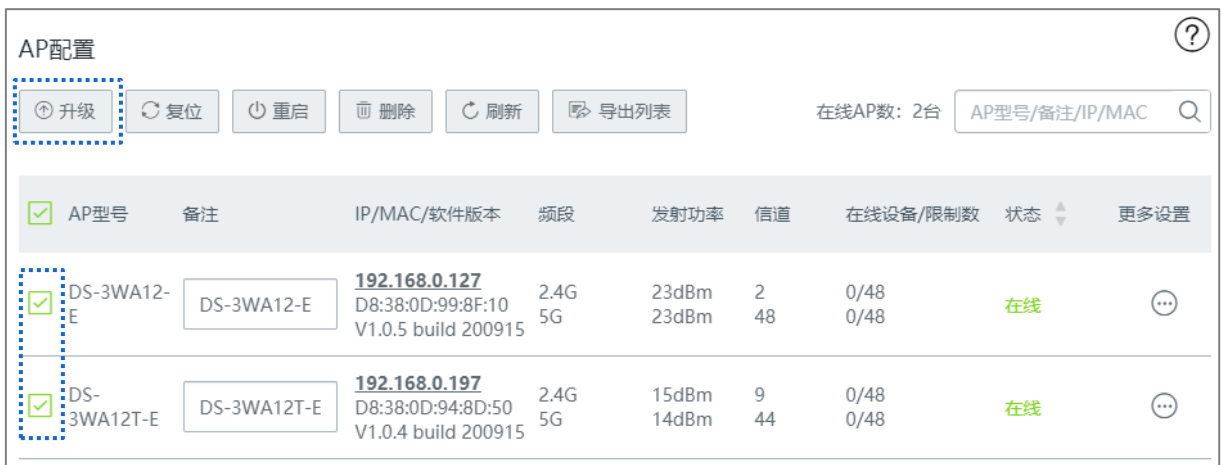 AP配置
升级 复位 重启 删除 刷新 导出列表 在线AP数：2台 AP型号/备注/IP/MAC
AP型号 备注 IP/MAC/软件版本 频段 发射功率 信道 在线设备/限制数 状态 更多设置
DS-3WA12-E DS-3WA12-E 192.168.0.127 2.4G 23dBm 2 0/48 在线
D8:38:0D:99:8F:10 5G 23dBm 48 0/48
V1.0.5 build 200915
DS-3WA12T-E DS-3WA12T-E 192.168.0.197 2.4G 15dBm 9 0/48 在线
D8:38:0D:94:8D:50 5G 14dBm 44 0/48
V1.0.4 build 200915